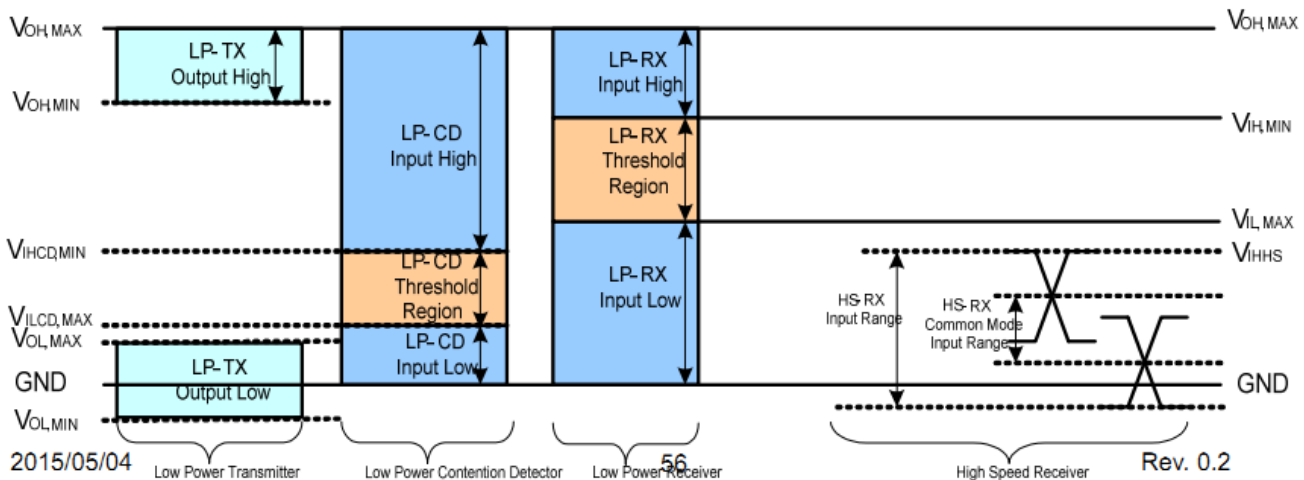 VOH,MAX
LP-TX
Output High
VOH,MIN
LP-CD
Input High
LP-RX
Input High
LP-RX
Threshold
Region
LP-RX
Input Low
VOH,MAX
VIH,MIN
VIL,MAX
VIHHS
VIHCD,MIN
LP-CD
Threshold
Region
VILCD,MAX
VOL,MAX
LP-CD
Input Low
LP-TX
Output Low
GND
VOL,MIN
HS-RX
Input Range
HS-RX
Common Mode
Input Range
GND
2015/05/04
Low Power Transmitter
Low Power Contention Detector
56
Low Power Receiver
High Speed Receiver
Rev. 0.2